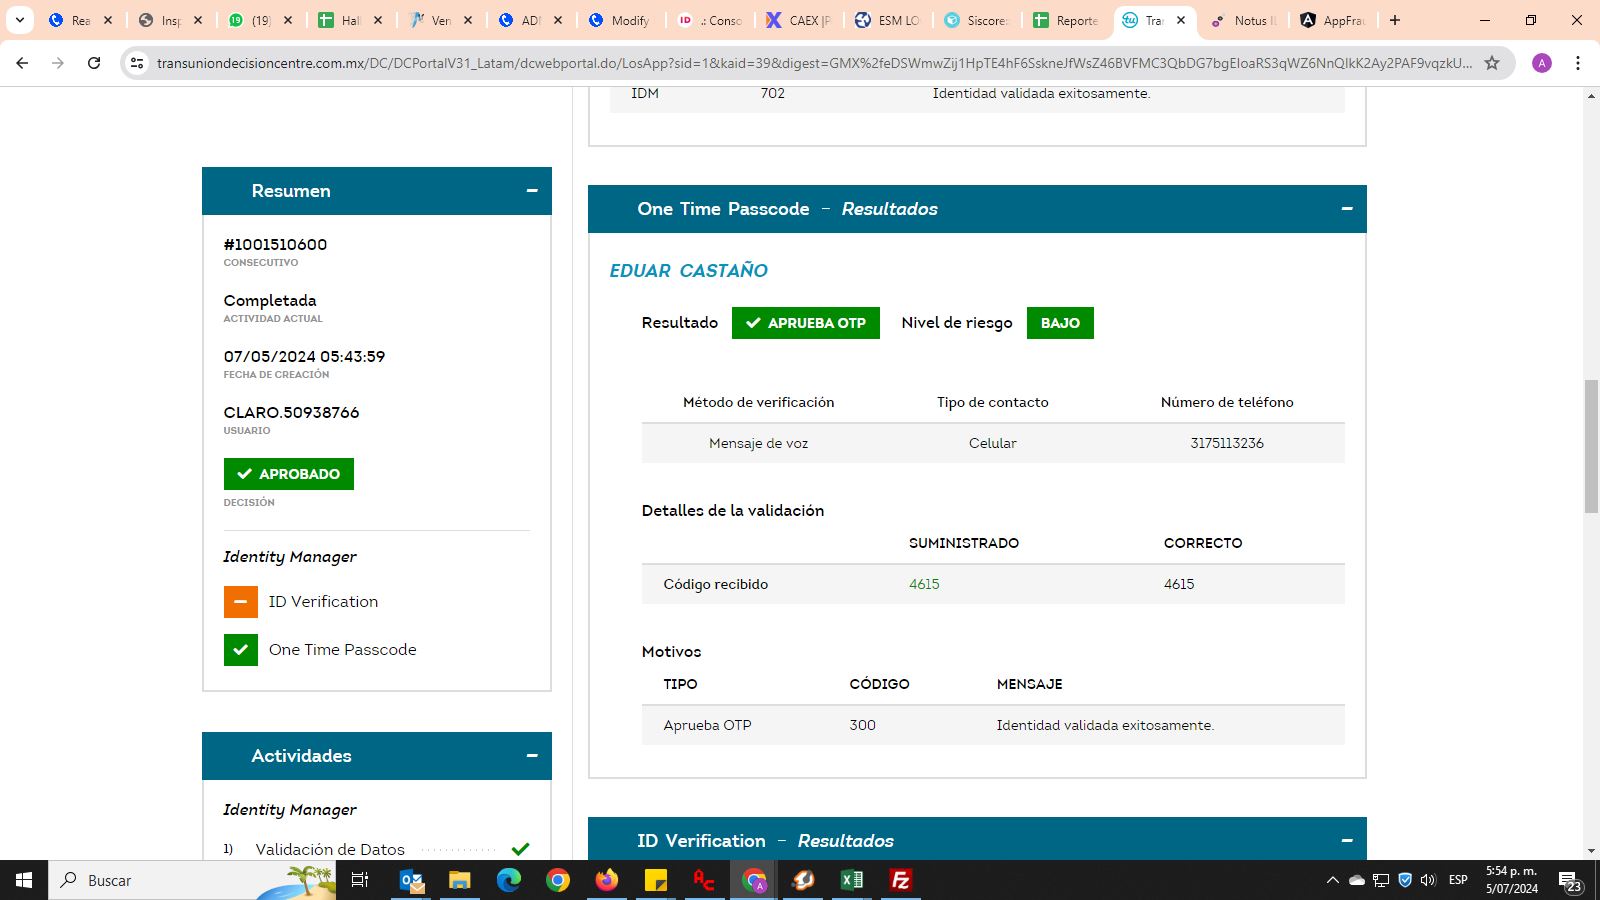 Rea
Insp
(19)
Hal
Ven
ADI
Modify
.: Conso
CAEX |P
ESM LO
Siscore
Reporte
Tra
Notus IL
AppFrau
transuniondecisioncentre.com.mx/DC/DCPortalV31_Latam/dcwebportal.do/LosApp?sid=1&kaid=39&digest=GMX%2feDSWmwZij1HpTE4hF6SskneJfWsZ46BVFMC3QbDG7bgEIoaRS3qWZ6NnQIkK2Ay2PAF9vqzkU...
A
IDM 702 Identidad validada exitosamente.
Resumen
#1001510600
CONSECUTIVO
Completada
ACTIVIDAD ACTUAL
07/05/2024 05:43:59
FECHA DE CREACIÓN
CLARO.50938766
USUARIO
APROBADO
DECISIÓN
Identity Manager
ID Verification
One Time Passcode
Actividades
Identity Manager
1) Validación de Datos
One Time Passcode – Resultados
EDUAR CASTAÑO
Resultado APRUEBA OTP Nivel de riesgo BAJO
Método de verificación Tipo de contacto Número de teléfono
Mensaje de voz Celular 3175113236
Detalles de la validación
SUMINISTRADO CORRECTO
Código recibido 4615 4615
Motivos
TIPO CÓDIGO MENSAJE
Aprueba OTP 300 Identidad validada exitosamente.
ID Verification – Resultados
Buscar
ESP
5:54 p. m.
5/07/2024
23